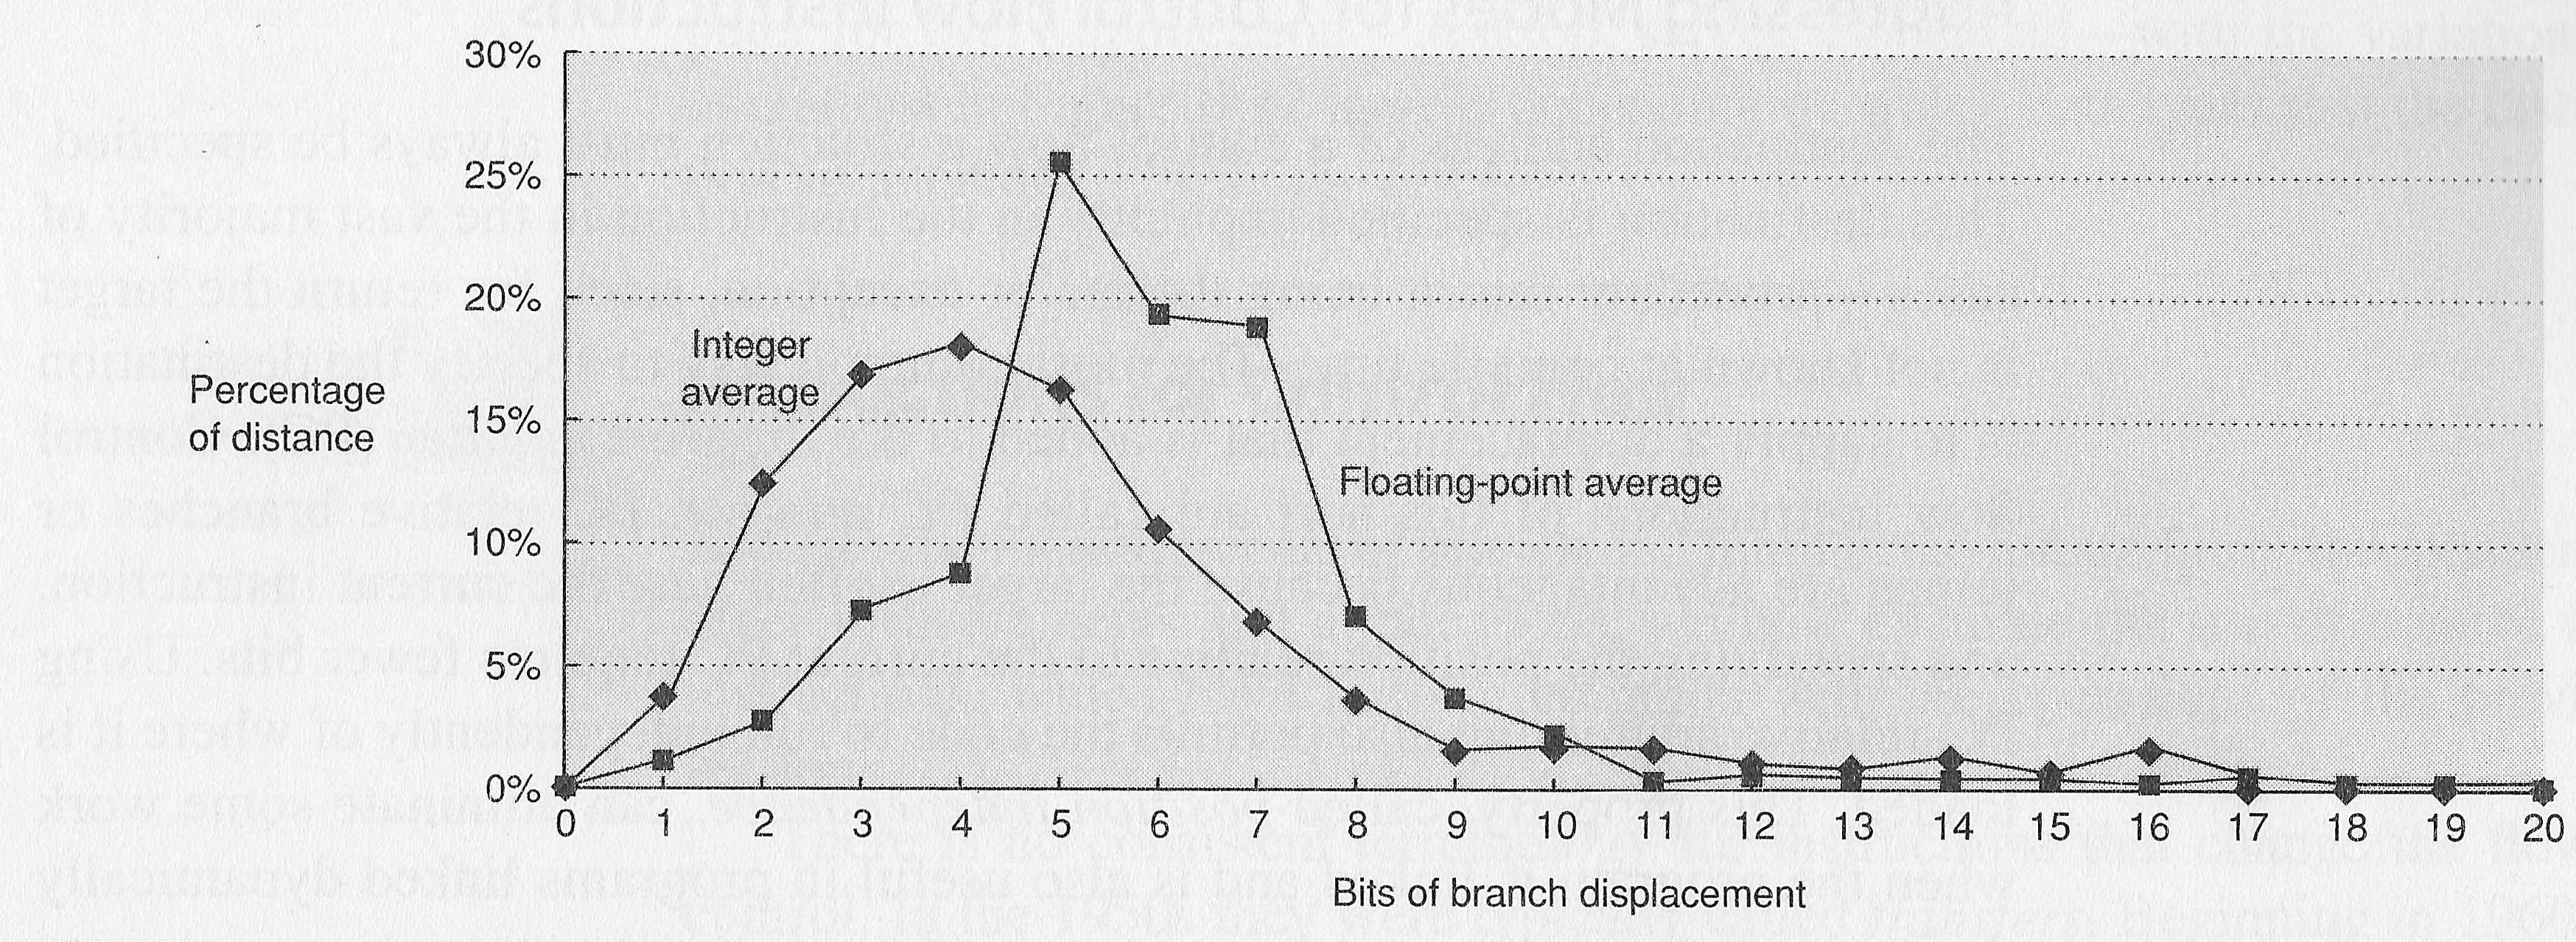 30%
25%
20%
15%
10%
5%
0%
Percentage
of distance
Integer
average
Floating-point average
0 1 2 3 4 5 6 7 8 9 10 11 12 13 14 15 16 17 18 19 20
Bits of branch displacement